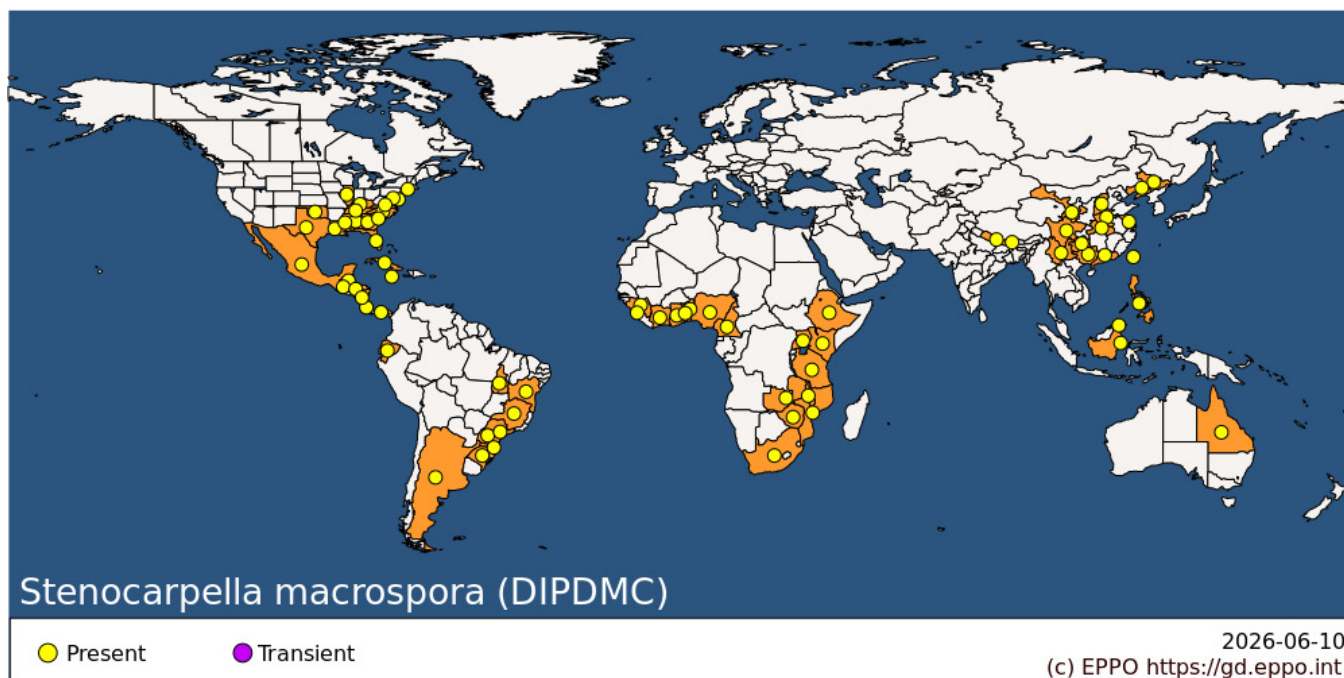 Stenocarpella macrospora (DIPDMC)
Present
Transient
2026-06-10
(c) EPPO https://gd.eppo.int